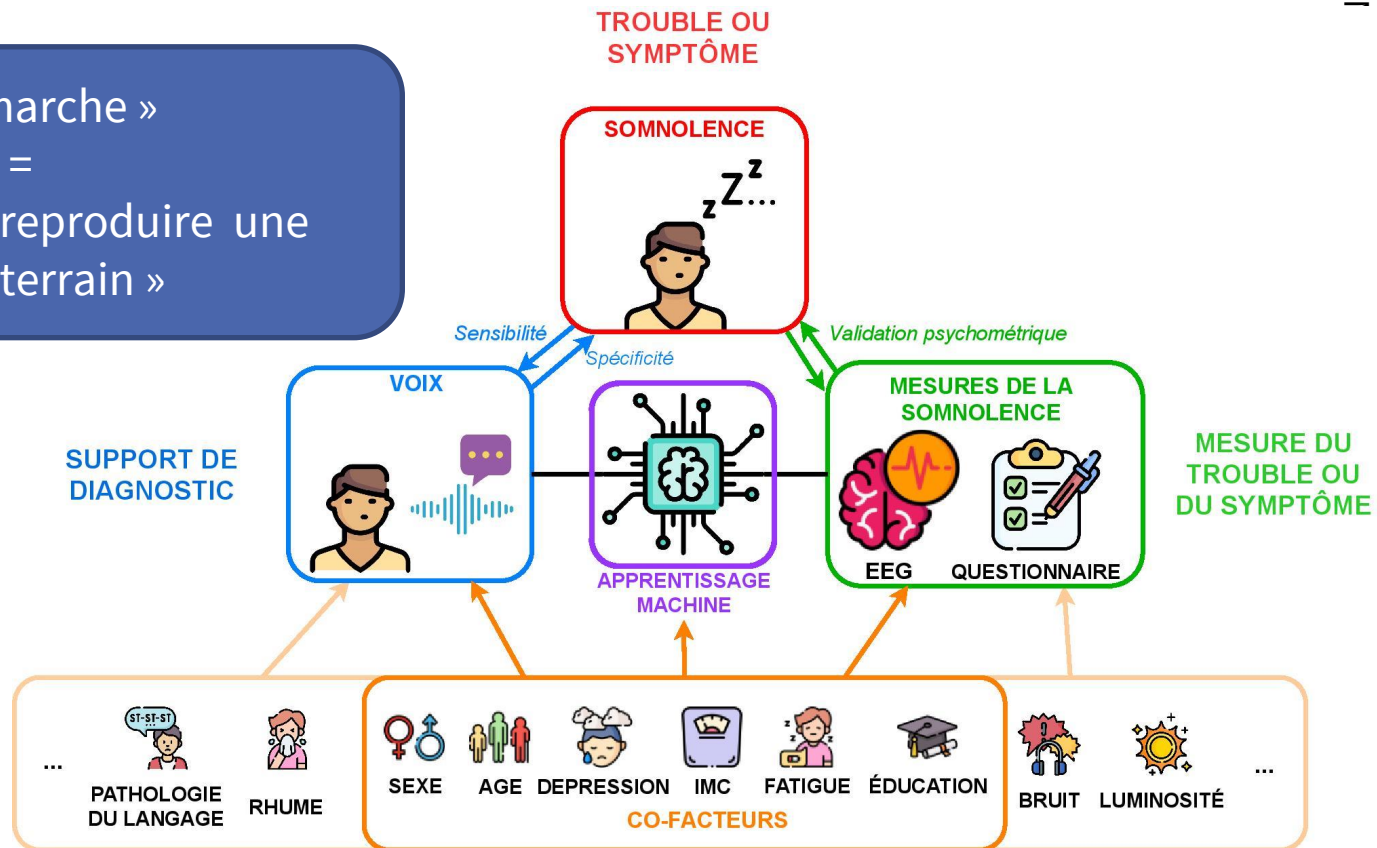 TROUBLE OU
SYMPTÔME
marche »
=
reproduire une
terrain »
SOMNOLENCE
zZz...
Sensibilité
Spécificité
Validation psychométrique
VOIX
MESURES DE LA
SOMNOLENCE
SUPPORT DE
DIAGNOSTIC
MESURE DU
TROUBLE OU
DU SYMPTÔME
EEG
QUESTIONNAIRE
APPRENTISSAGE
MACHINE
ST-ST-ST
...
PATHOLOGIE
DU LANGAGE
RHUME
SEXE
AGE
DEPRESSION
IMC
FATIGUE
ÉDUCATION
CO-FACTEURS
BRUIT
LUMINOSITÉ
...